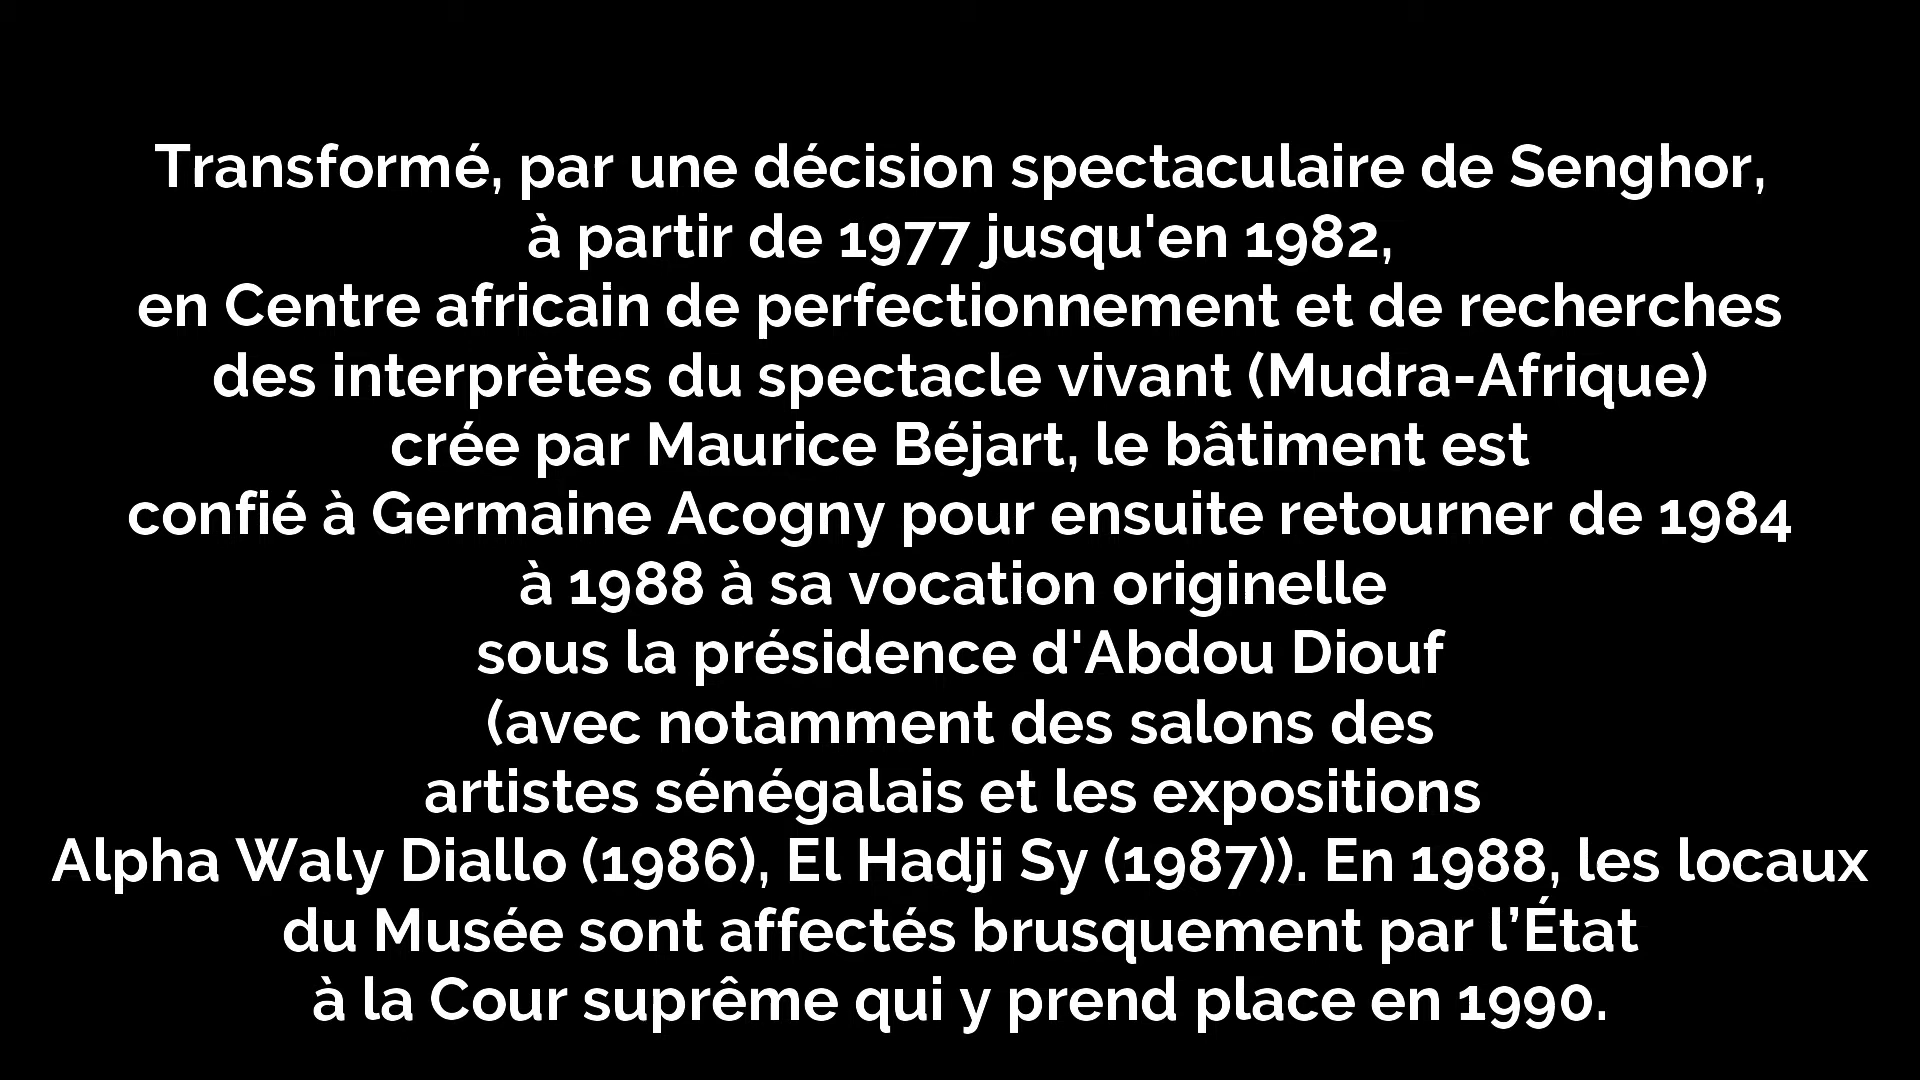 Transformé, par une décision spectaculaire de Senghor,
à partir de 1977 jusqu'en 1982,
en Centre africain de perfectionnement et de recherches
des interprètes du spectacle vivant (Mudra-Afrique)
crée par Maurice Béjart, le bâtiment est
confié à Germaine Acogny pour ensuite retourner de 1984
à 1988 à sa vocation originelle
sous la présidence d'Abdou Diouf
(avec notamment des salons des
artistes sénégalais et les expositions
Alpha Waly Diallo (1986), El Hadji Sy (1987)). En 1988, les locaux
du Musée sont affectés brusquement par l’État
à la Cour suprême qui y prend place en 1990.